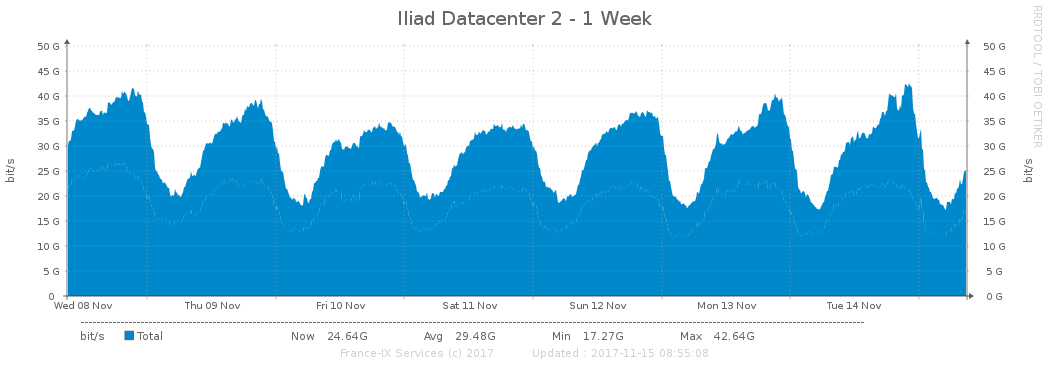 Iliad Datacenter 2 - 1 Week
RRDTOOL / TOBI OETIKER
bit/s
50 G 50 G
45 G 45 G
40 G 40 G
35 G 35 G
30 G 30 G
25 G 25 G
20 G 20 G
15 G 15 G
10 G 10 G
5 G 5 G
0 0 G
bit/s
Wed 08 Nov Thu 09 Nov Fri 10 Nov Sat 11 Nov Sun 12 Nov Mon 13 Nov Tue 14 Nov
bit/s Total Now 24.64G Avg 29.48G Min 17.27G Max 42.64G
France-IX Services (c) 2017 Updated : 2017-11-15 08:55:08